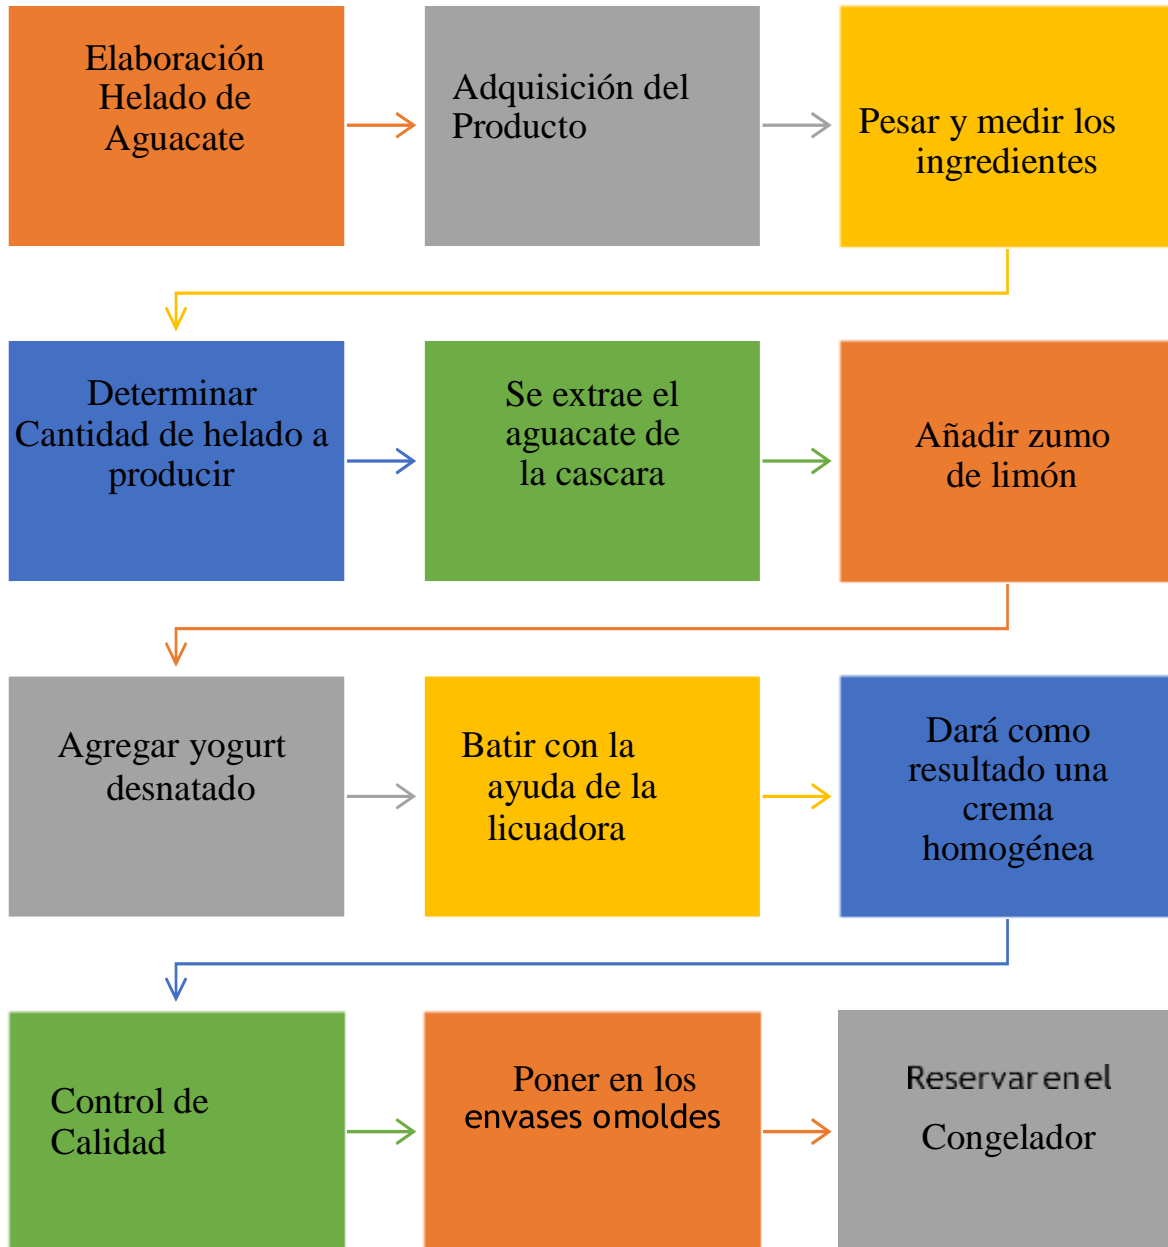 Elaboración
Helado de
Aguacate
Adquisición del
Producto
Pesar y medir los
ingredientes
Determinar
Cantidad de helado a
producir
Se extrae el
aguacate de
la cascara
Añadir zumo
de limón
Agregar yogurt
desnatado
Batir con la
ayuda de la
licuadora
Dará como
resultado una
crema
homogénea
Control de
Calidad
Poner en los
envases o moldes
Reservar en el
Congelador